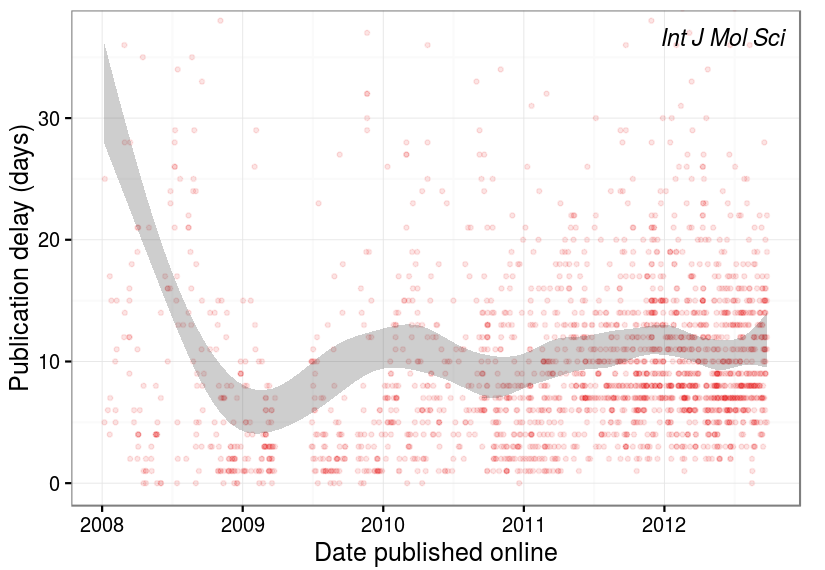 Int J Mol Sci
Publication delay (days)
30
20
10
0
2008 2009 2010 2011 2012
Date published online